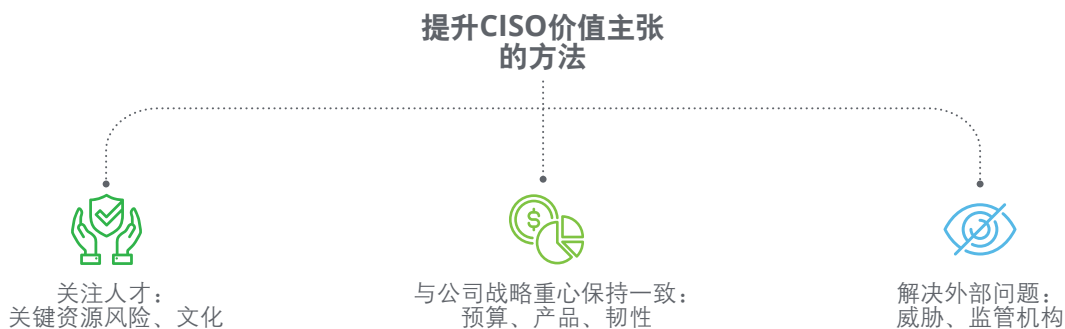 提升CISO价值主张
的方法
$
关注人才：
关键资源风险、文化
与公司战略重心保持一致：
预算、产品、韧性
解决外部问题：
威胁、监管机构